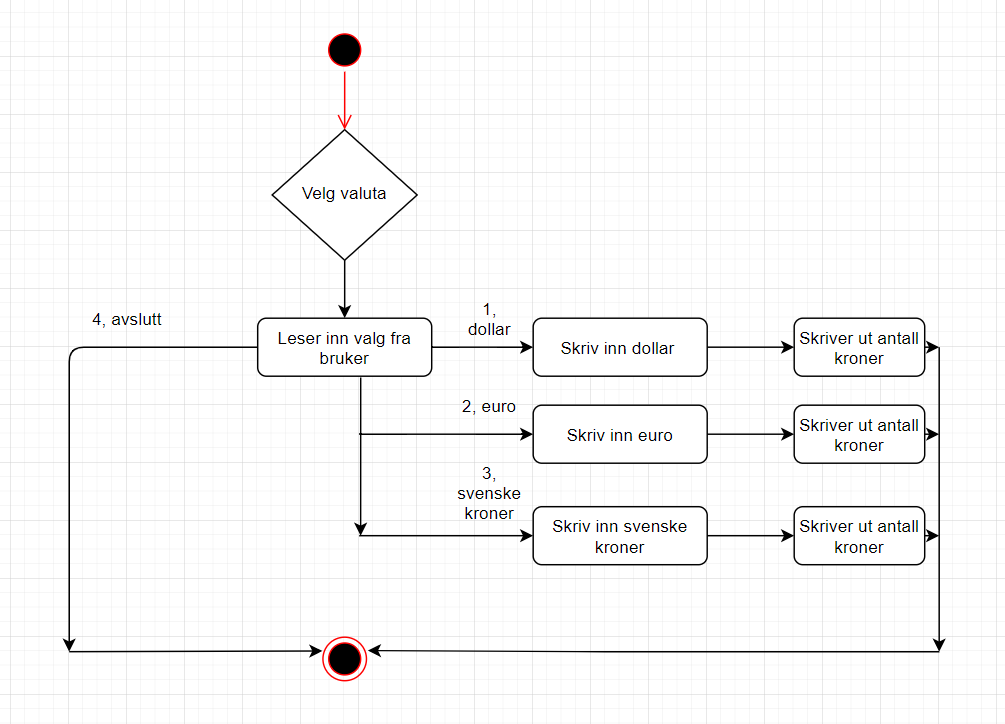 Velg valuta
4, avslutt
Leser inn valg fra
bruker
1,
dollar
Skriv inn dollar
Skriver ut antall
kroner
2, euro
Skriv inn euro
Skriver ut antall
kroner
3,
svenske
kroner
Skriv inn svenske
kroner
Skriver ut antall
kroner